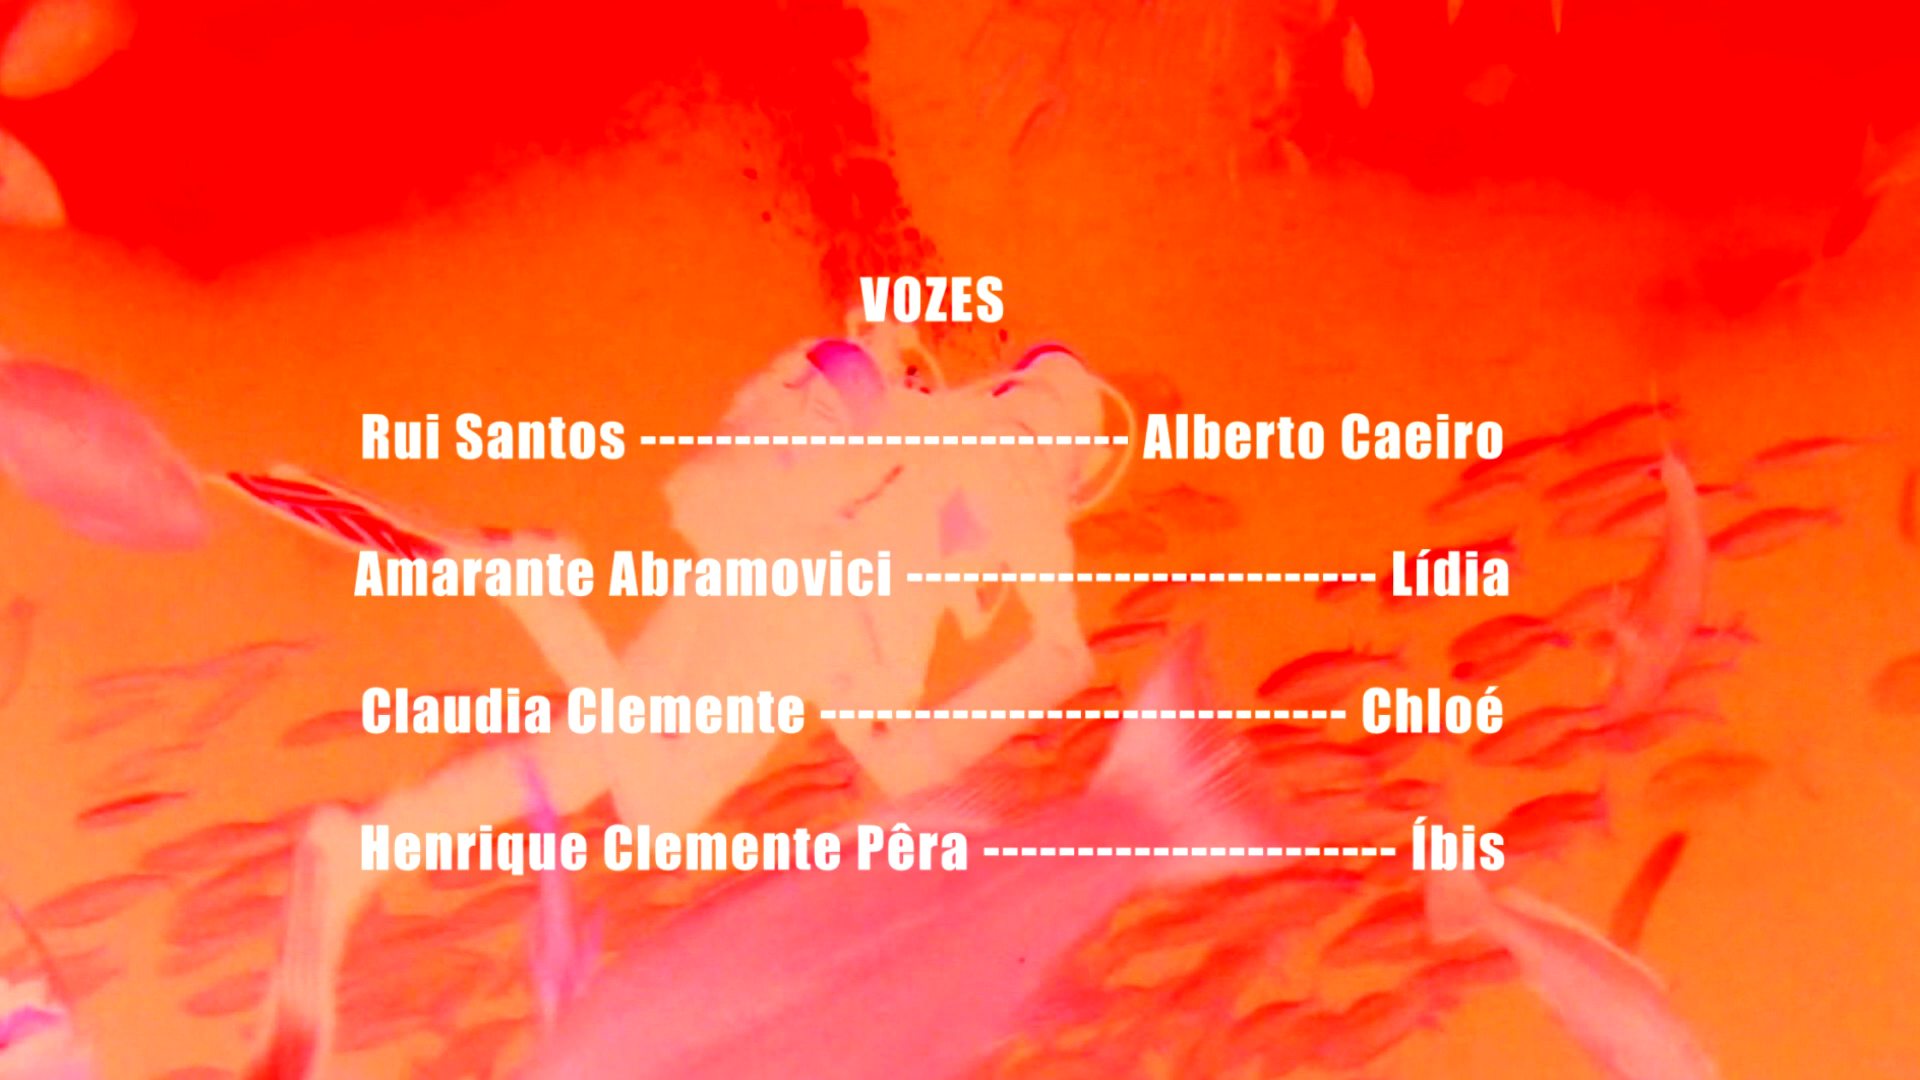 VOZES
Rui Santos -------------------------- Alberto Caeiro
Amarante Abramovici ------------------------- Lídia
Claudia Clemente ---------------------------- Chloé
Henrique Clemente Pêra ---------------------- Íbis